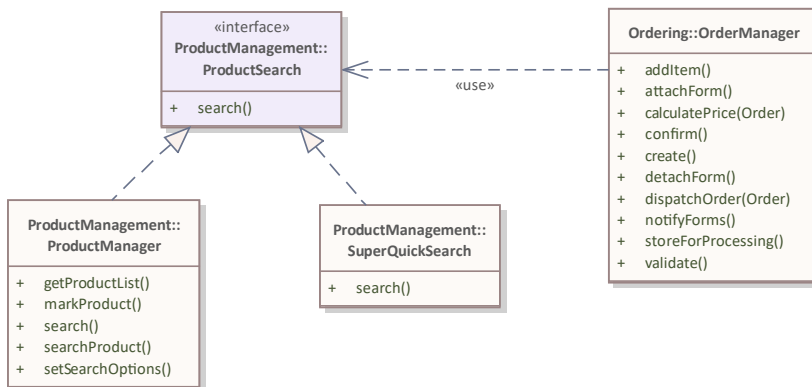 «interface»
ProductManagement::
ProductSearch
+ search()
«use»
Ordering::OrderManager
+ addItem()
+ attachForm()
+ calculatePrice(Order)
+ confirm()
+ create()
+ detachForm()
+ dispatchOrder(Order)
+ notifyForms()
+ storeForProcessing()
+ validate()
ProductManagement::
ProductManager
+ getProductList()
+ markProduct()
+ search()
+ searchProduct()
+ setSearchOptions()
ProductManagement::
SuperQuickSearch
+ search()